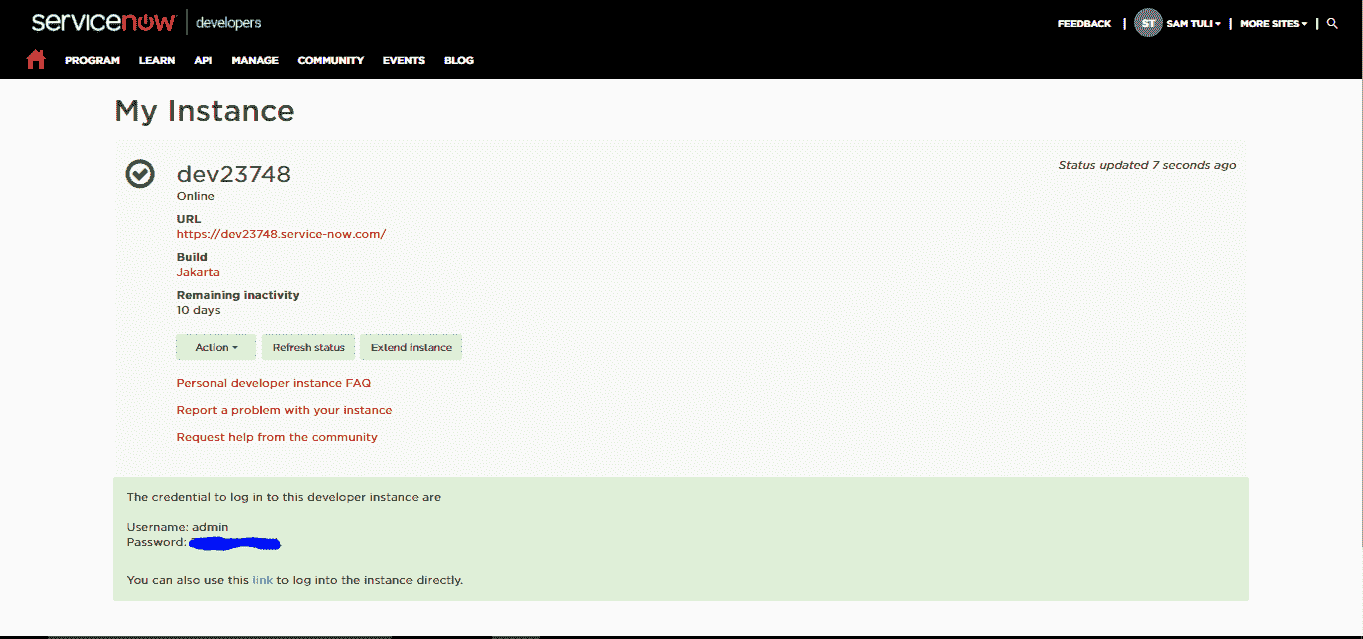 servicenow developers
FEEDBACK | ST SAM TULI | MORE SITES |
PROGRAM LEARN API MANAGE COMMUNITY EVENTS BLOG
My Instance
dev23748
Status updated 7 seconds ago
Online
URL
https://dev23748.service-now.com/
Build
Jakarta
Remaining inactivity
10 days
Action Refresh status Extend Instance
Personal developer instance FAQ
Report a problem with your instance
Request help from the community
The credential to log in to this developer instance are
Username: admin
Password:
You can also use this link to log into the instance directly.